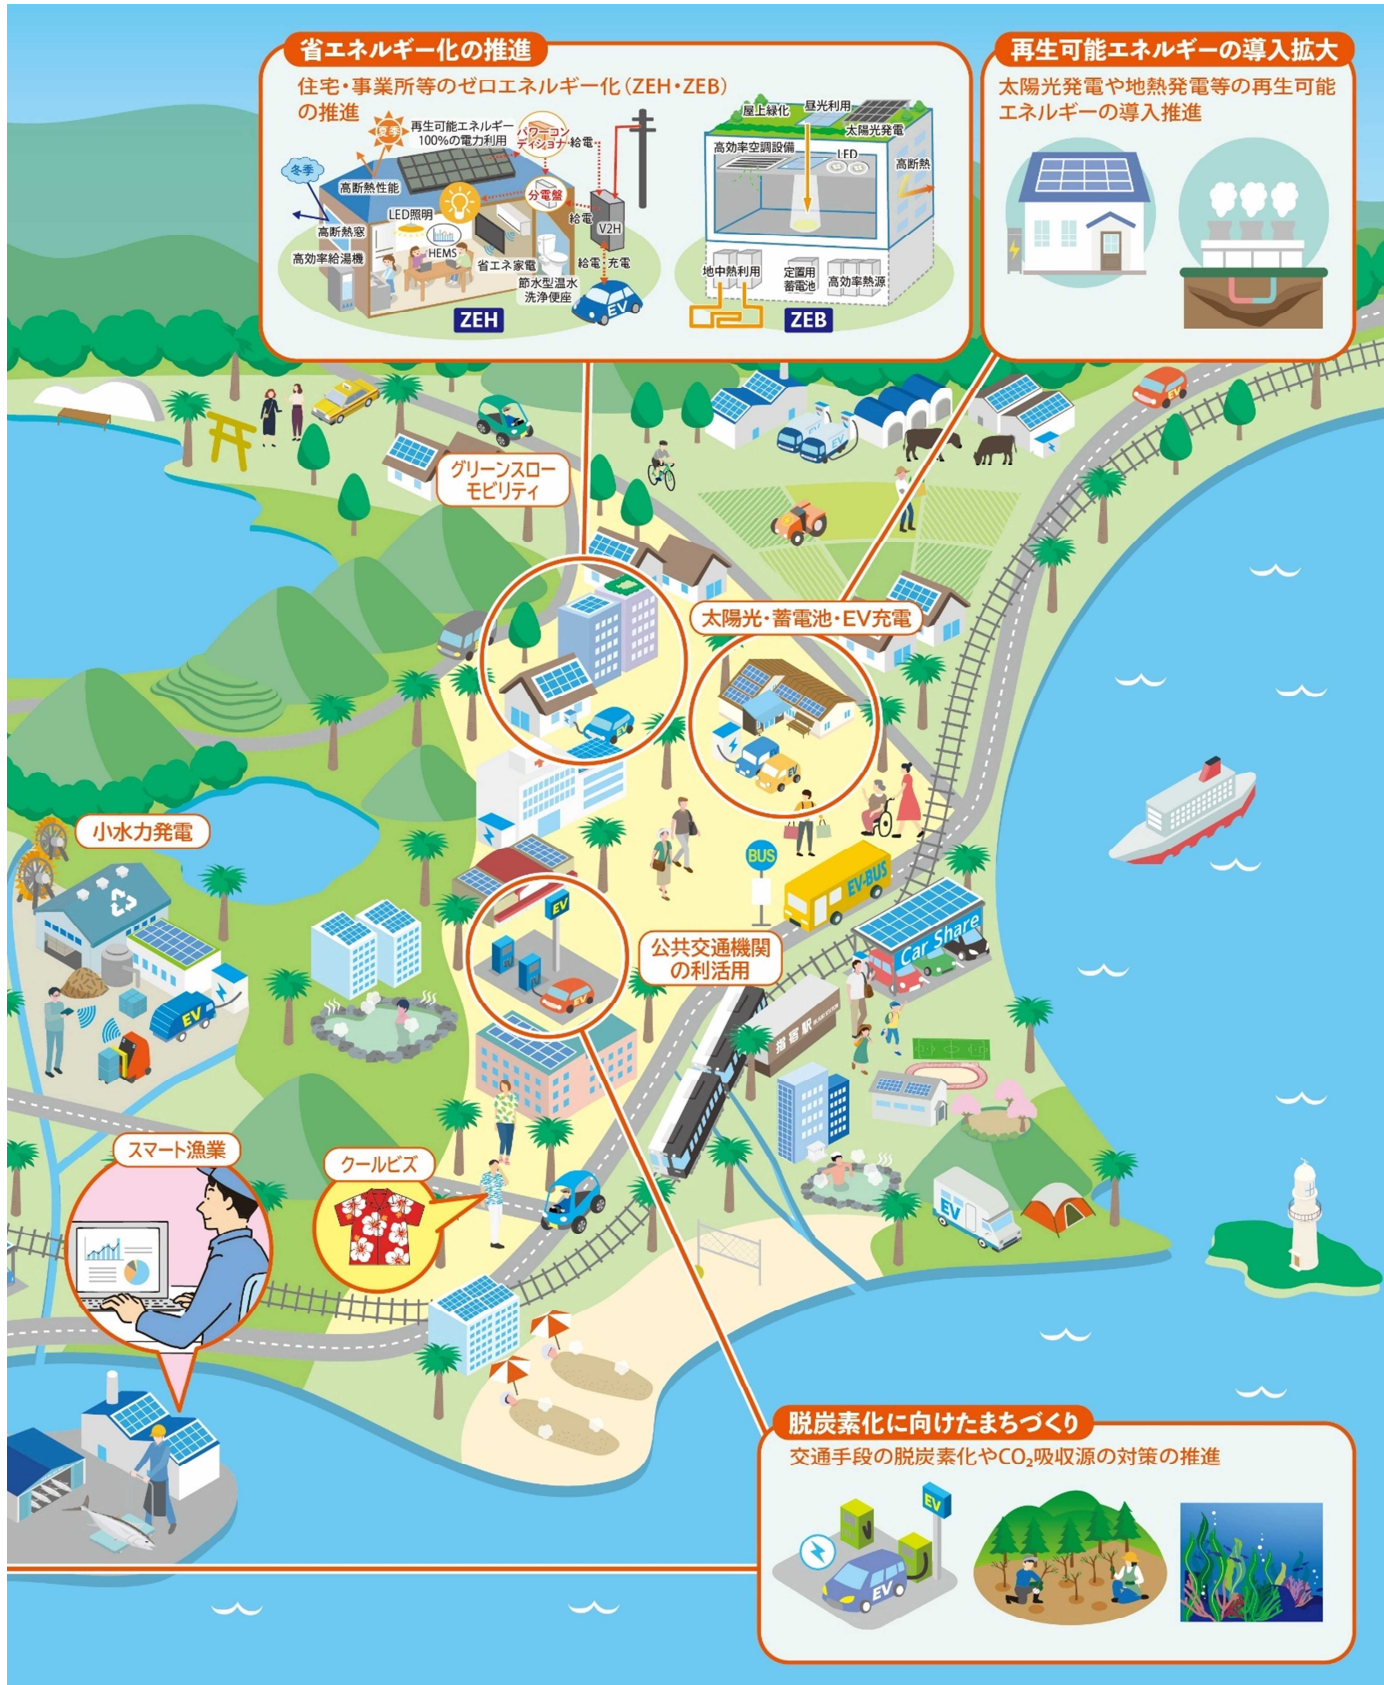 省エネルギー化の推進
住宅・事業所等のゼロエネルギー化（ZEH・ZEB）
の推進
夏季
再生可能エネルギー
100%の電力利用
パワーコン
ディショナ
給電
冬季
高断熱性能
分電盤
LED照明
給電
V2H
高断熱窓
HEMS
高効率給湯機
省エネ家電
給電・充電
節水型温水
洗浄便座
EV
ZEH
屋上緑化
昼光利用
太陽光発電
高効率空調設備
LED
高断熱
地中熱利用
定置用
蓄電池
高効率熱源
ZEB
再生可能エネルギーの導入拡大
太陽光発電や地熱発電等の再生可能
エネルギーの導入推進
EV
グリーンスロー
モビリティ
太陽光・蓄電池・EV充電
EV
EV
小水力発電
BUS
EV-BUS
EV
Car Share
公共交通機関
の利活用
EV
指宿駅
スマート漁業
クールビズ
EV
脱炭素化に向けたまちづくり
交通手段の脱炭素化やCO₂吸収源の対策の推進
EV
EV